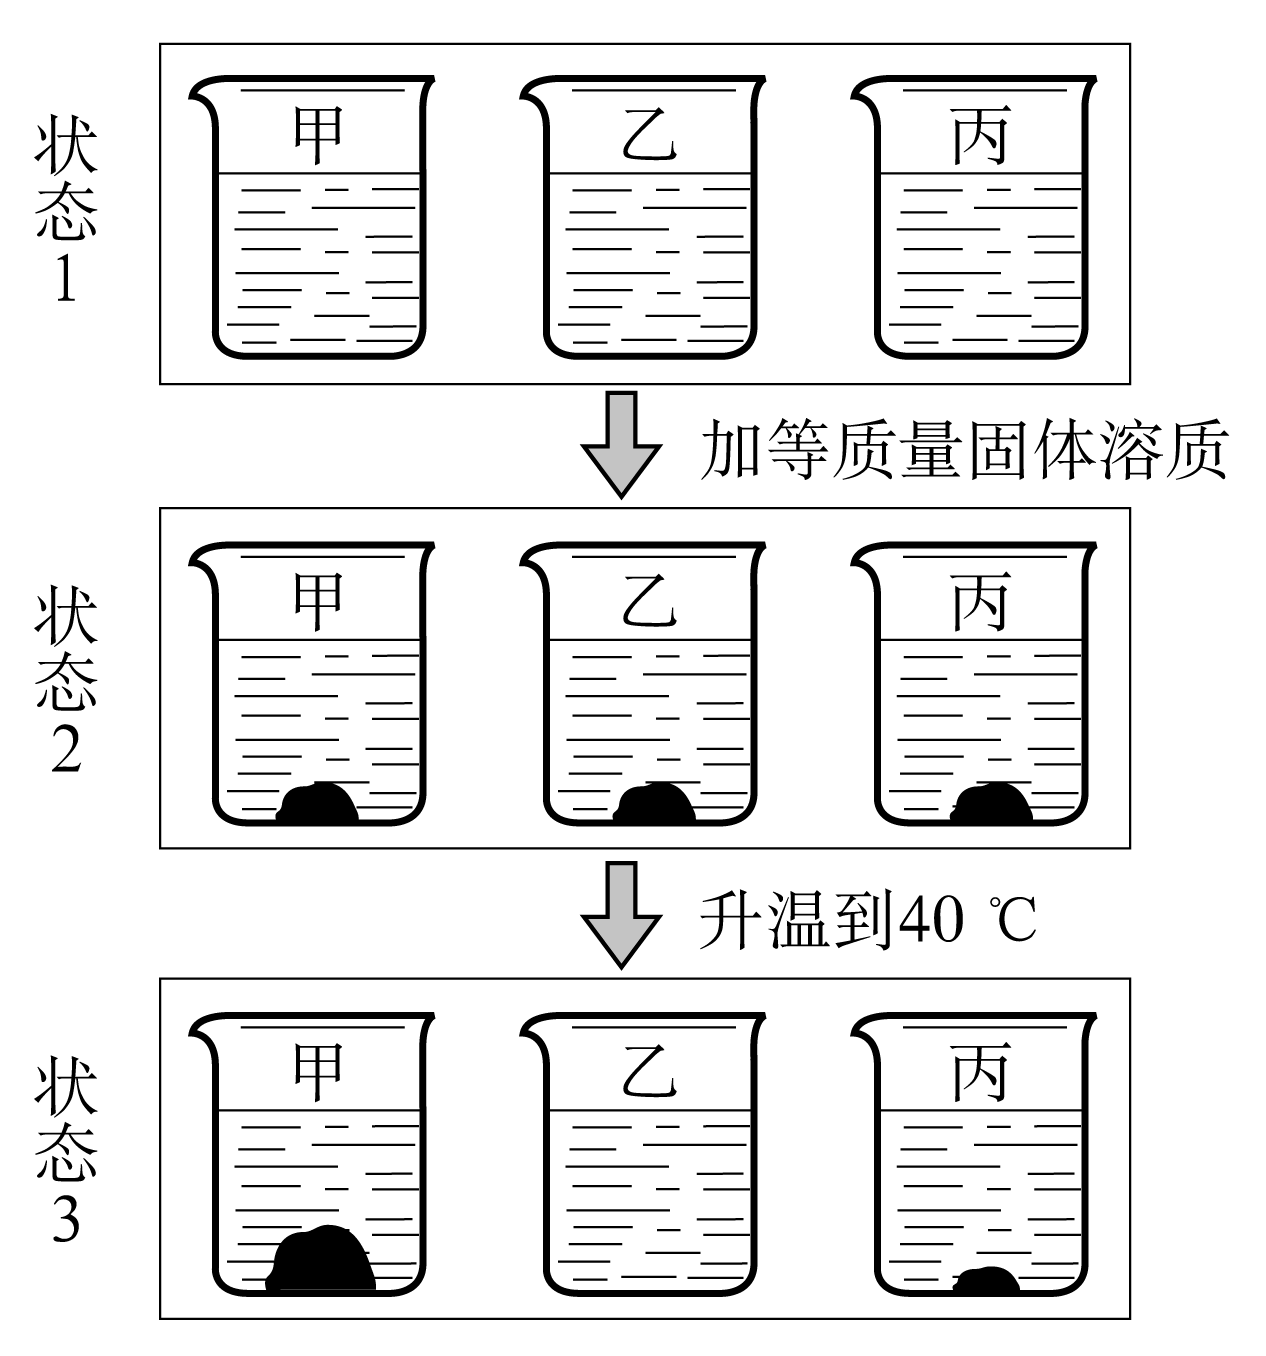 状态1
甲 乙 丙
加等质量固体溶质
状态2
甲 乙 丙
升温到40 ℃
状态3
甲 乙 丙